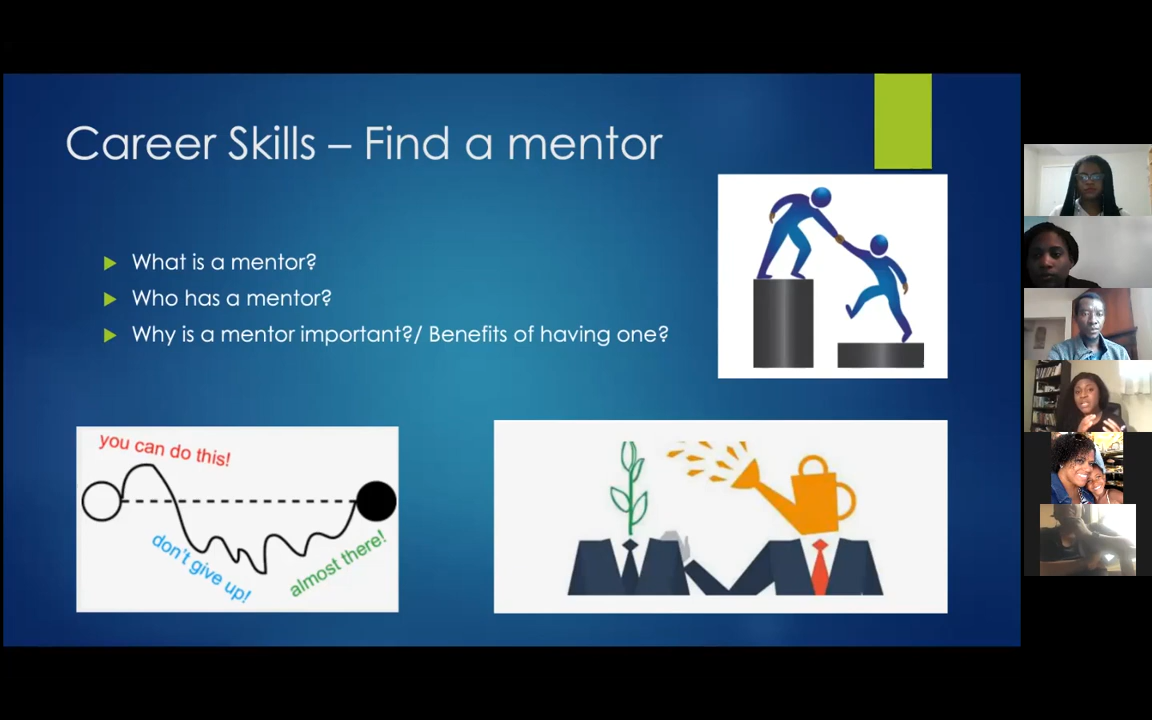 Career Skills – Find a mentor
What is a mentor?
Who has a mentor?
Why is a mentor important?/ Benefits of having one?
you can do this!
don't give up!
almost there!